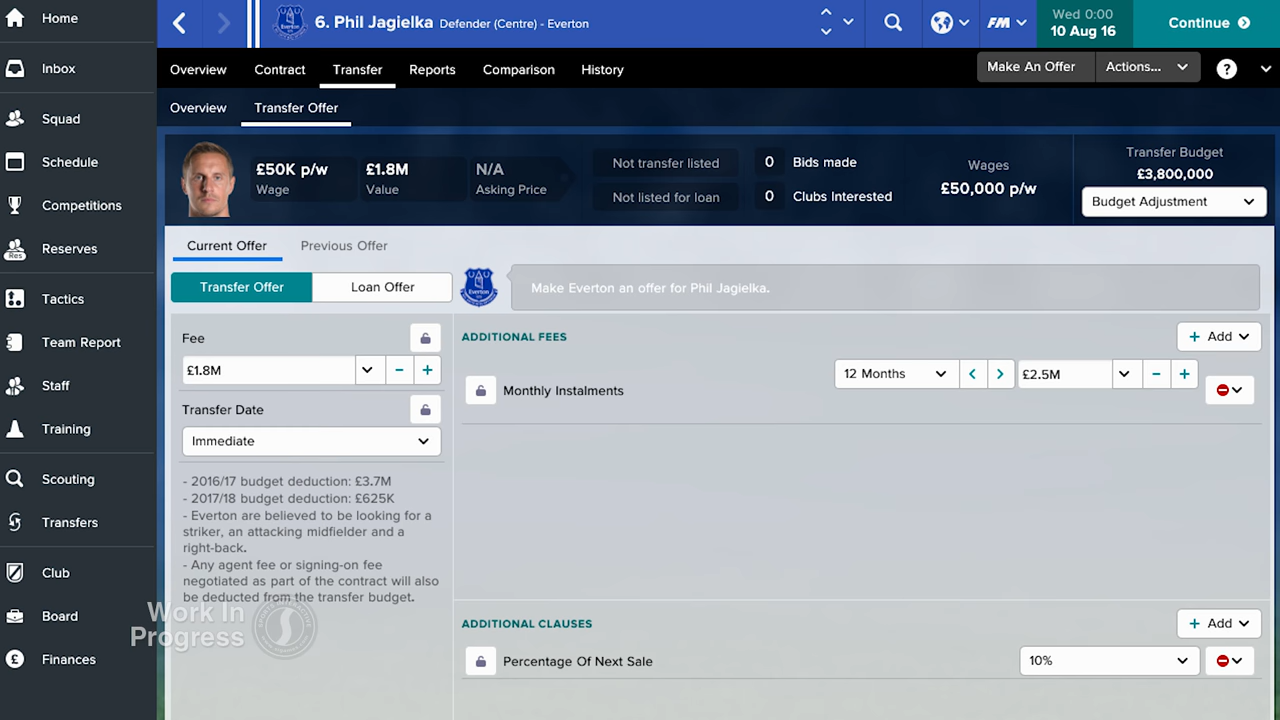 Home
Inbox
Squad
Schedule
Competitions
Res
Reserves
Tactics
Team Report
Staff
Training
Scouting
Transfers
Club
Board
£ Finances
6. Phil Jagielka Defender (Centre) - Everton
FM
Wed 0:00
10 Aug 16
Continue
Overview Contract Transfer Reports Comparison History
Make An Offer Actions... ?
Overview Transfer Offer
£50K p/w
Wage
£1.8M
Value
N/A
Asking Price
Not transfer listed
Not listed for loan
0 Bids made
0 Clubs Interested
Wages
£50,000 p/w
Transfer Budget
£3,800,000
Budget Adjustment
Current Offer Previous Offer
Transfer Offer Loan Offer
Everton
Make Everton an offer for Phil Jagielka.
Fee
£1.8M
Transfer Date
Immediate
- 2016/17 budget deduction: £3.7M
- 2017/18 budget deduction: £625K
- Everton are believed to be looking for a
striker, an attacking midfielder and a
right-back.
- Any agent fee or signing-on fee
negotiated as part of the contract will also
be deducted from the transfer budget.
Work In
Progress
ADDITIONAL FEES
+ Add
Monthly Instalments
12 Months
£2.5M
ADDITIONAL CLAUSES
+ Add
Percentage Of Next Sale
10%